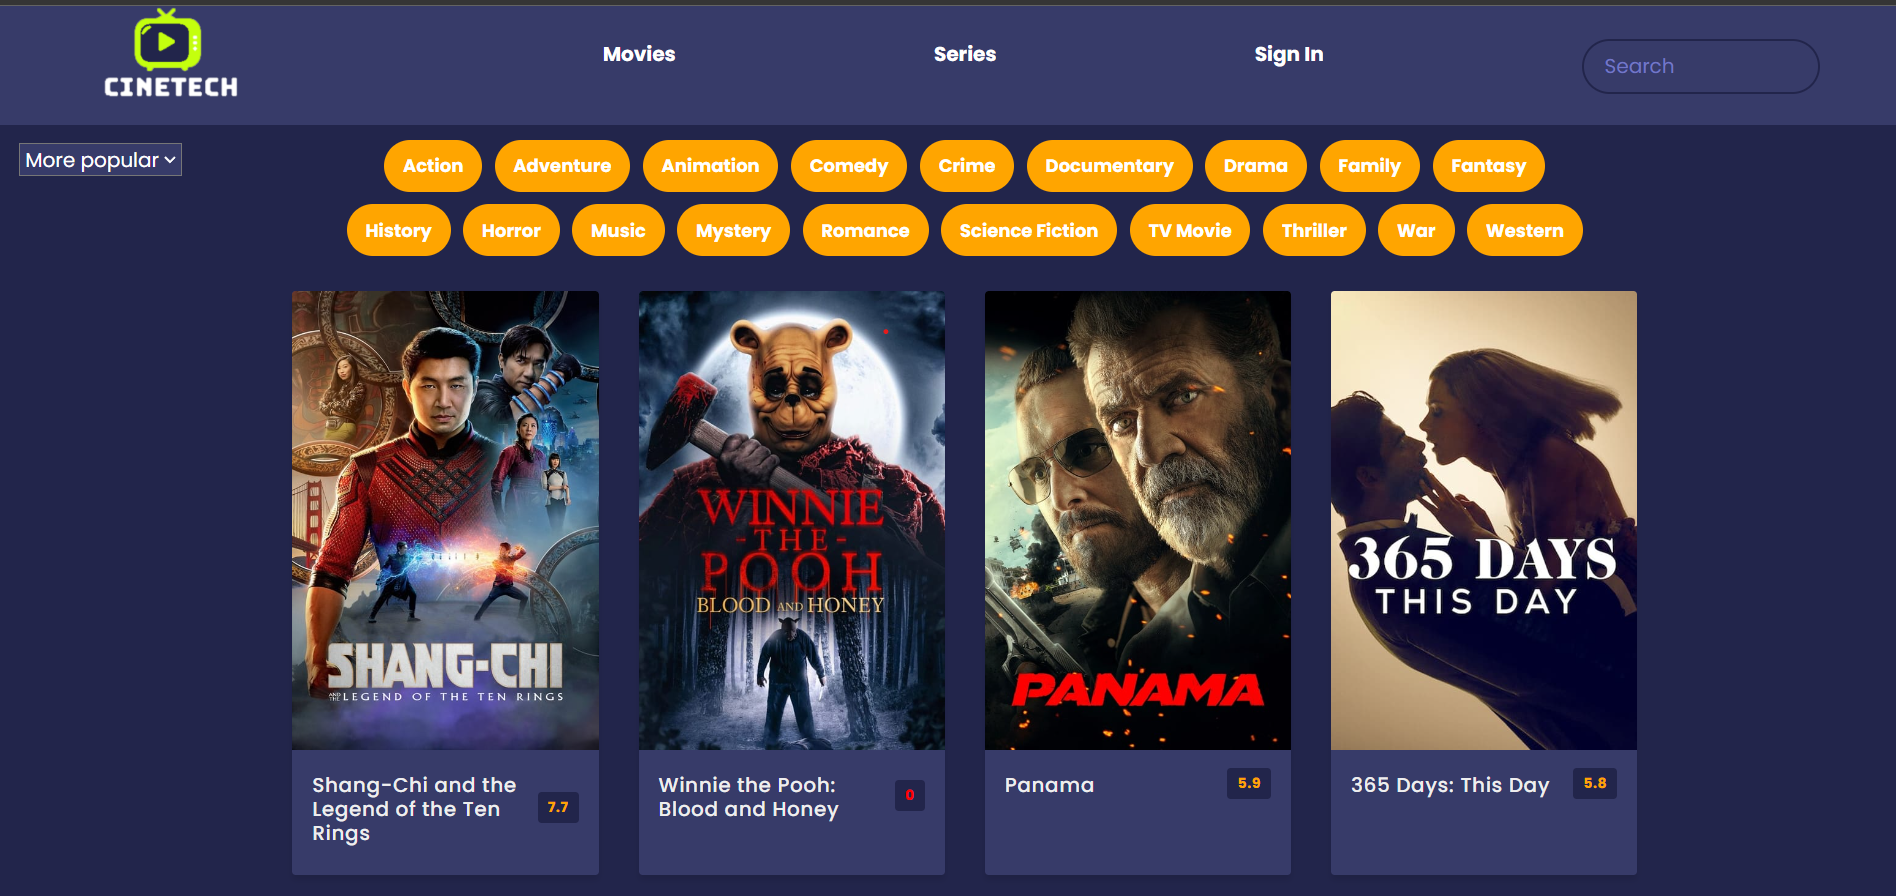 CINETECH
Movies
Series
Sign In
Search
More popular
Action
Adventure
Animation
Comedy
Crime
Documentary
Drama
Family
Fantasy
History
Horror
Music
Mystery
Romance
Science Fiction
TV Movie
Thriller
War
Western
SHANG-CHI
AND THE LEGEND OF THE TEN RINGS
WINNIE
-THE-
POOH
BLOOD AND HONEY
PANAMA
365 DAYS
THIS DAY
Shang-Chi and the
Legend of the Ten
Rings
7.7
Winnie the Pooh:
Blood and Honey
0
Panama
5.9
365 Days: This Day
5.8